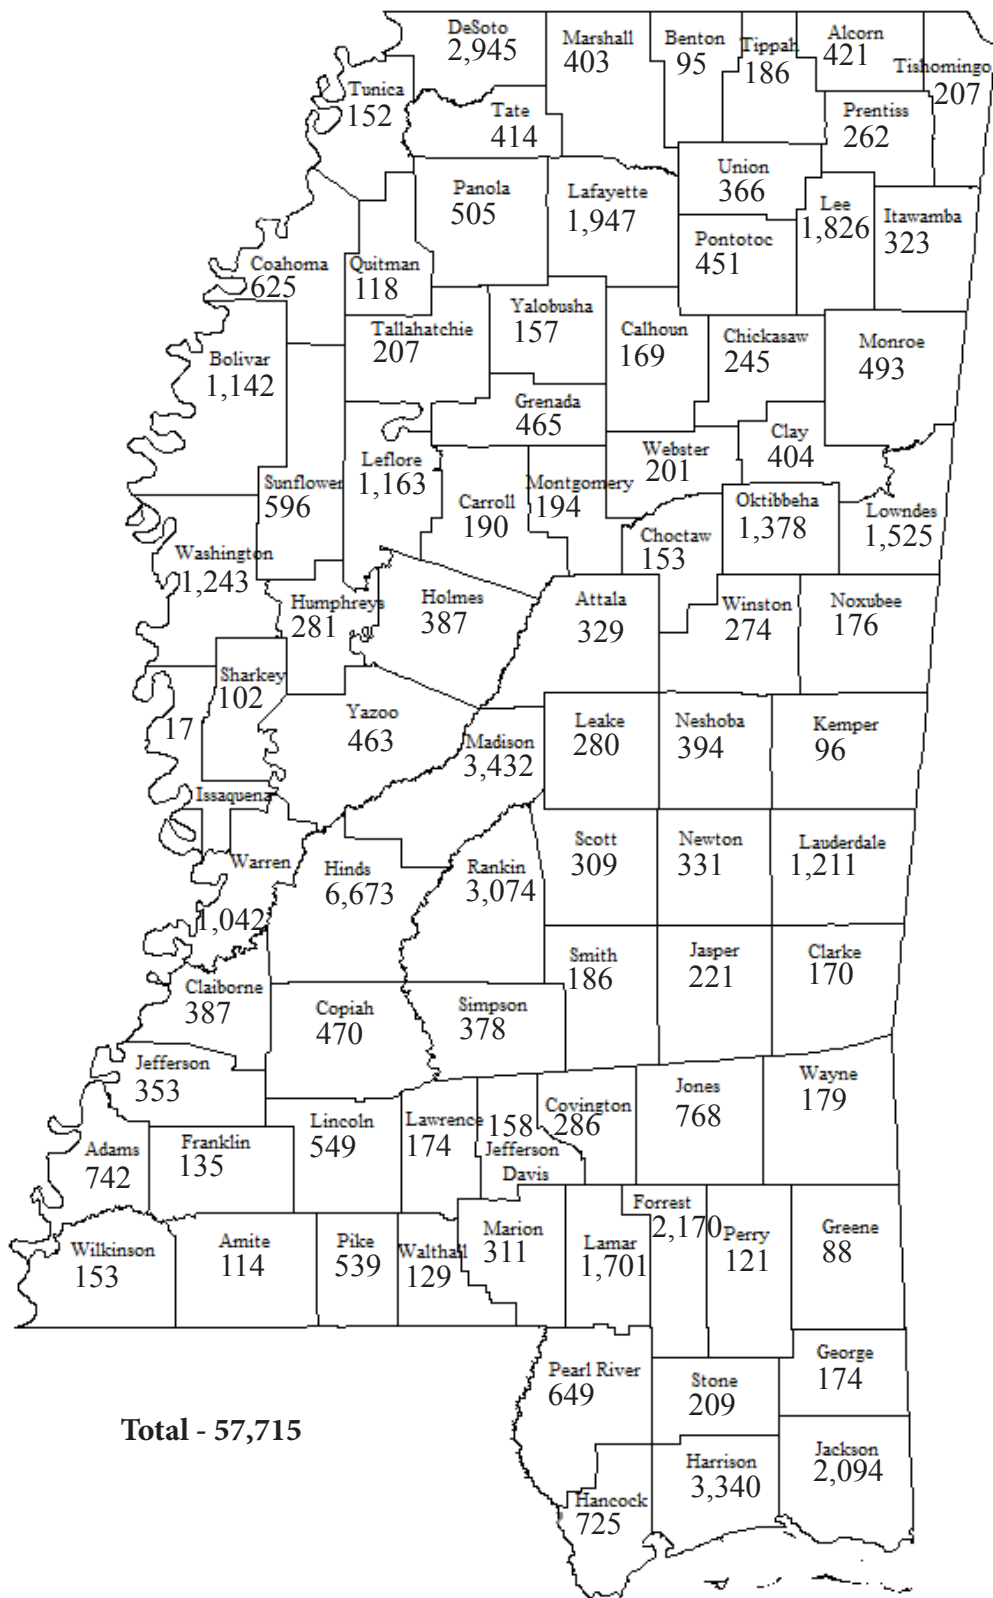 DeSoto
2,945
Marshall
403
Benton
95
Tippah
186
Alcorn
421
Tishomingo
207
Tunica
152
Tate
414
Prentiss
262
Panola
505
Lafayette
1,947
Union
366
Lee
1,826
Itawamba
323
Coahoma
625
Quitman
118
Pontotoc
451
Tallahatchie
207
Yalobusha
157
Calhoun
169
Chickasaw
245
Monroe
493
Bolivar
1,142
Grenada
465
Clay
404
Sunflower
596
Leflore
1,163
Carroll
190
Montgomery
194
Webster
201
Oktibbeha
1,378
Lowndes
1,525
Choctaw
153
Washington
1,243
Humphreys
281
Holmes
387
Attala
329
Winston
274
Noxubee
176
Sharkey
102
17
Issaquena
Yazoo
463
Madison
3,432
Leake
280
Neshoba
394
Kemper
96
Warren
1,042
Hinds
6,673
Rankin
3,074
Scott
309
Newton
331
Lauderdale
1,211
Claiborne
387
Copiah
470
Simpson
378
Smith
186
Jasper
221
Clarke
170
Jefferson
353
Lincoln
549
Lawrence
174
158
Jefferson
Davis
Covington
286
Jones
768
Wayne
179
Adams
742
Franklin
135
Wilkinson
153
Amite
114
Pike
539
Walthall
129
Marion
311
Lamar
1,701
Forrest
2,170
Perry
121
Greene
88
Pearl River
649
Stone
209
George
174
Total - 57,715
Hancock
725
Harrison
3,340
Jackson
2,094